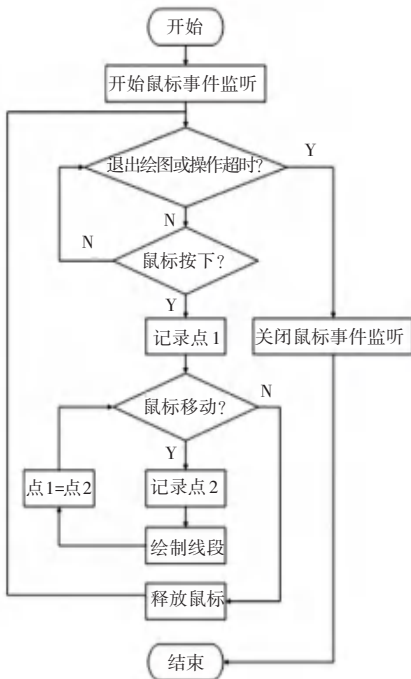 开始
开始鼠标事件监听
退出绘图或操作超时?
Y
N
N
鼠标按下?
Y
记录点1
关闭鼠标事件监听
鼠标移动?
N
Y
点1=点2
记录点2
绘制线段
释放鼠标
结束